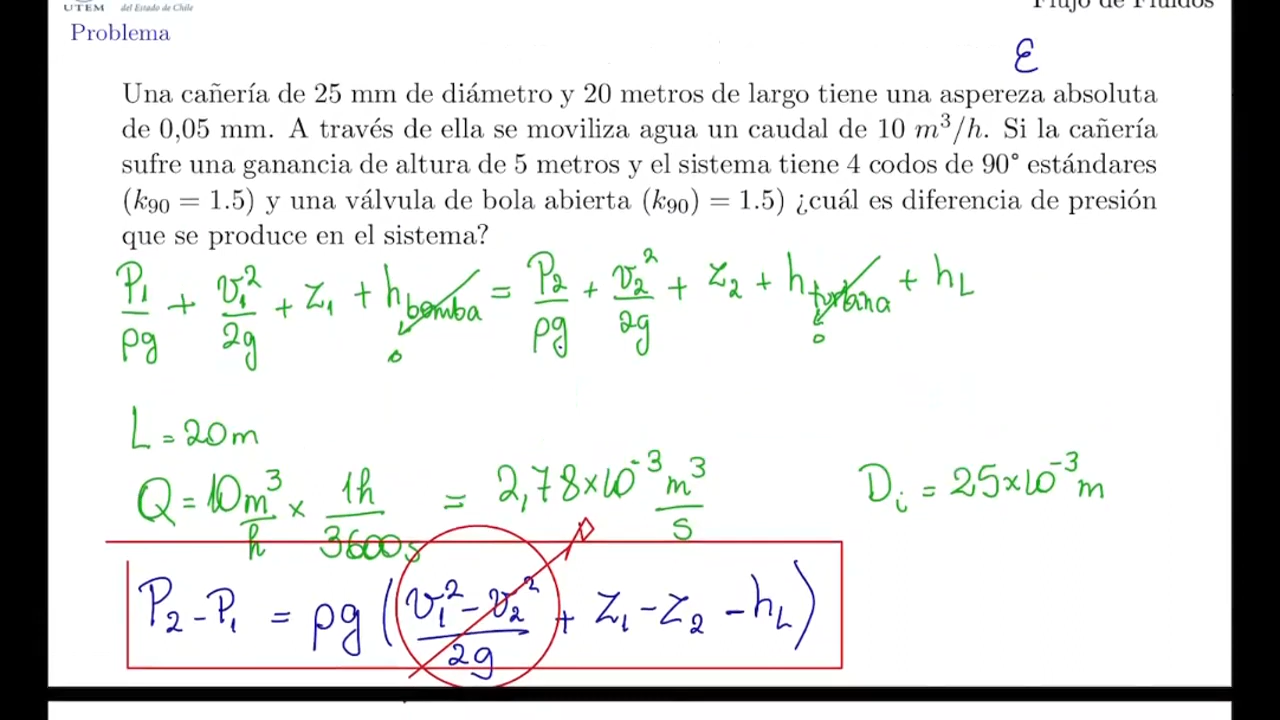 UTEM del Estado de Chile
Flujo de Fluidos
Problema
ε
Una cañería de 25 mm de diámetro y 20 metros de largo tiene una aspereza absoluta
de 0,05 mm. A través de ella se moviliza agua un caudal de 10 m³/h. Si la cañería
sufre una ganancia de altura de 5 metros y el sistema tiene 4 codos de 90° estándares
(k₉₀ = 1.5) y una válvula de bola abierta (k₉₀) = 1.5) ¿cuál es diferencia de presión
que se produce en el sistema?
P₁/ρg + v₁²/2g + z₁ + h bomba = P₂/ρg + v₂²/2g + z₂ + h turbina + hL
0 0
L = 20 m
Q = 10 m³/h × 1h/3600s = 2,78×10⁻³ m³/s Dᵢ = 25×10⁻³ m
0
P₂ - P₁ = ρg (v₁² - v₂²/2g + z₁ - z₂ - hL)